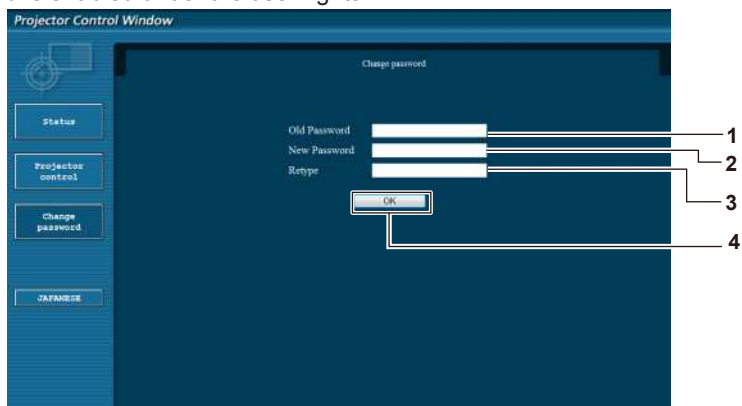 Projector Control Window
Change password
Status
Old Password
1
New Password
2
Projector
control
Retype
3
OK
Change
password
4
JAPANESE